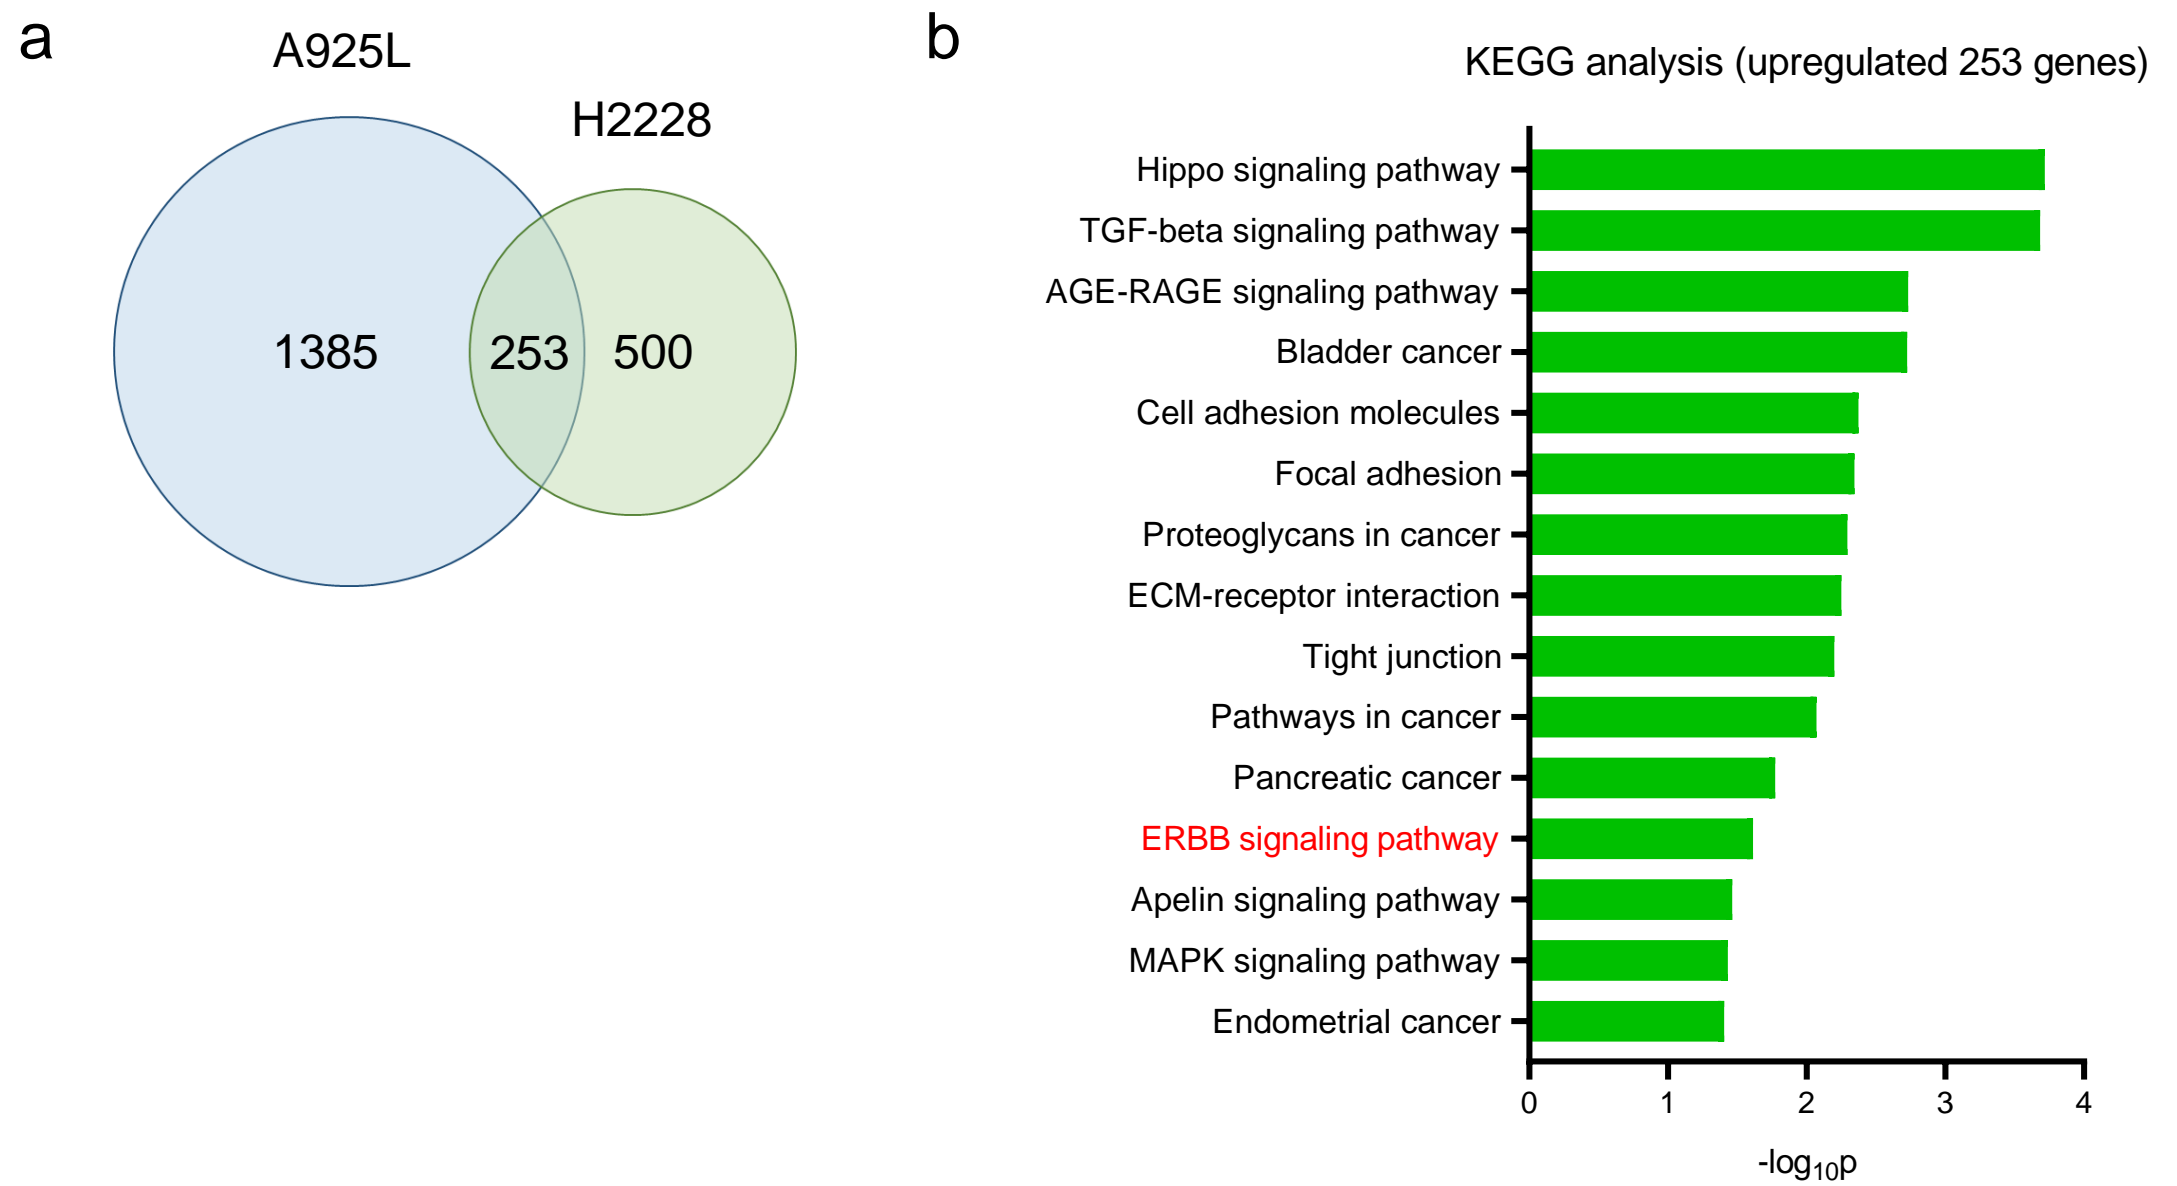 a
A925L
H2228
1385
253
500
b
KEGG analysis (upregulated 253 genes)
Hippo signaling pathway
TGF-beta signaling pathway
AGE-RAGE signaling pathway
Bladder cancer
Cell adhesion molecules
Focal adhesion
Proteoglycans in cancer
ECM-receptor interaction
Tight junction
Pathways in cancer
Pancreatic cancer
ERBB signaling pathway
Apelin signaling pathway
MAPK signaling pathway
Endometrial cancer
0 1 2 3 4
-log₁₀p